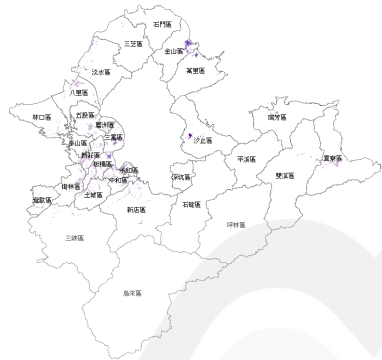 石門區
三芝區
金山區
淡水區
萬里區
八里區
林口區
五股區
蘆洲區
三重區
泰山區
新莊區
板橋區
永和區
中和區
樹林區
土城區
鶯歌區
新店區
三峽區
烏來區
汐止區
深坑區
石碇區
坪林區
平溪區
瑞芳區
雙溪區
貢寮區